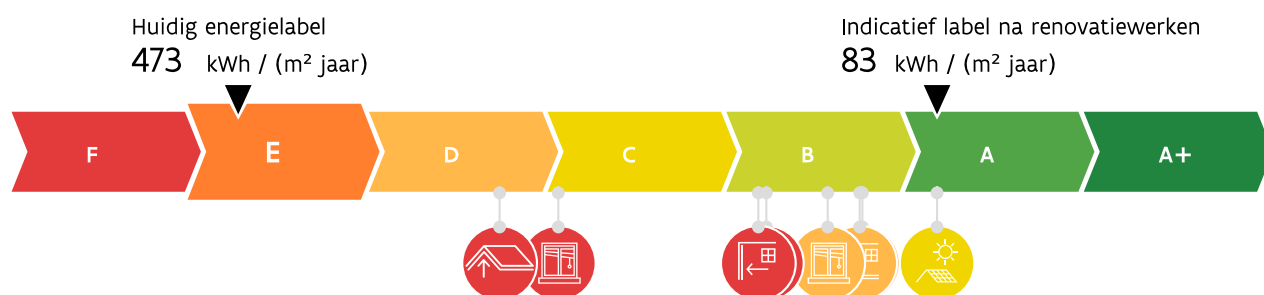 Huidig energielabel
473 kWh / (m² jaar)
Indicatief label na renovatiewerken
83 kWh / (m² jaar)
F E D C B A A+